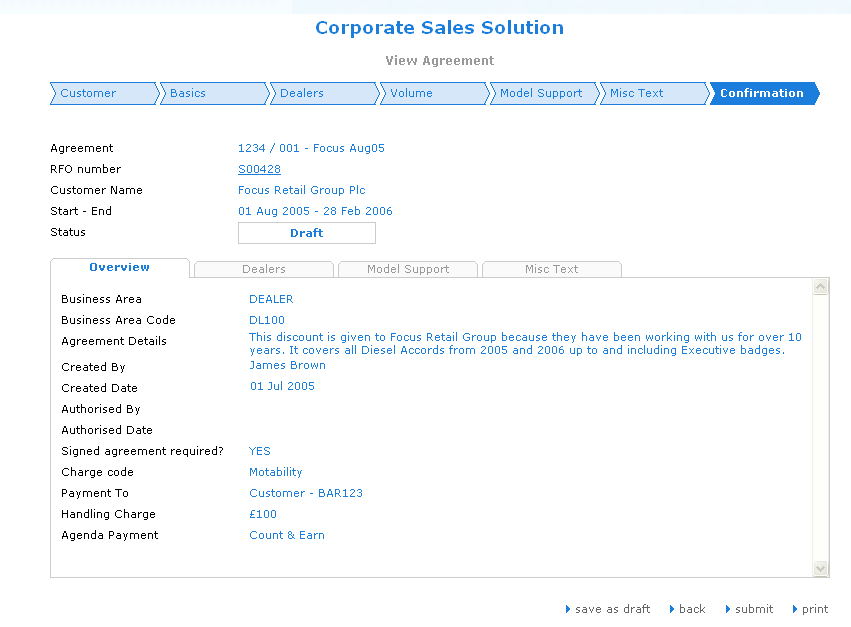 Corporate Sales Solution
View Agreement
Customer Basics Dealers Volume Model Support Misc Text Confirmation
Agreement 1234 / 001 - Focus Aug05
RFO number S00428
Customer Name Focus Retail Group Plc
Start - End 01 Aug 2005 - 28 Feb 2006
Status Draft
Overview Dealers Model Support Misc Text
Business Area DEALER
Business Area Code DL100
Agreement Details This discount is given to Focus Retail Group because they have been working with us for over 10
years. It covers all Diesel Accords from 2005 and 2006 up to and including Executive badges.
Created By James Brown
Created Date 01 Jul 2005
Authorised By
Authorised Date
Signed agreement required? YES
Charge code Motability
Payment To Customer - BAR123
Handling Charge £100
Agenda Payment Count & Earn
save as draft back submit print